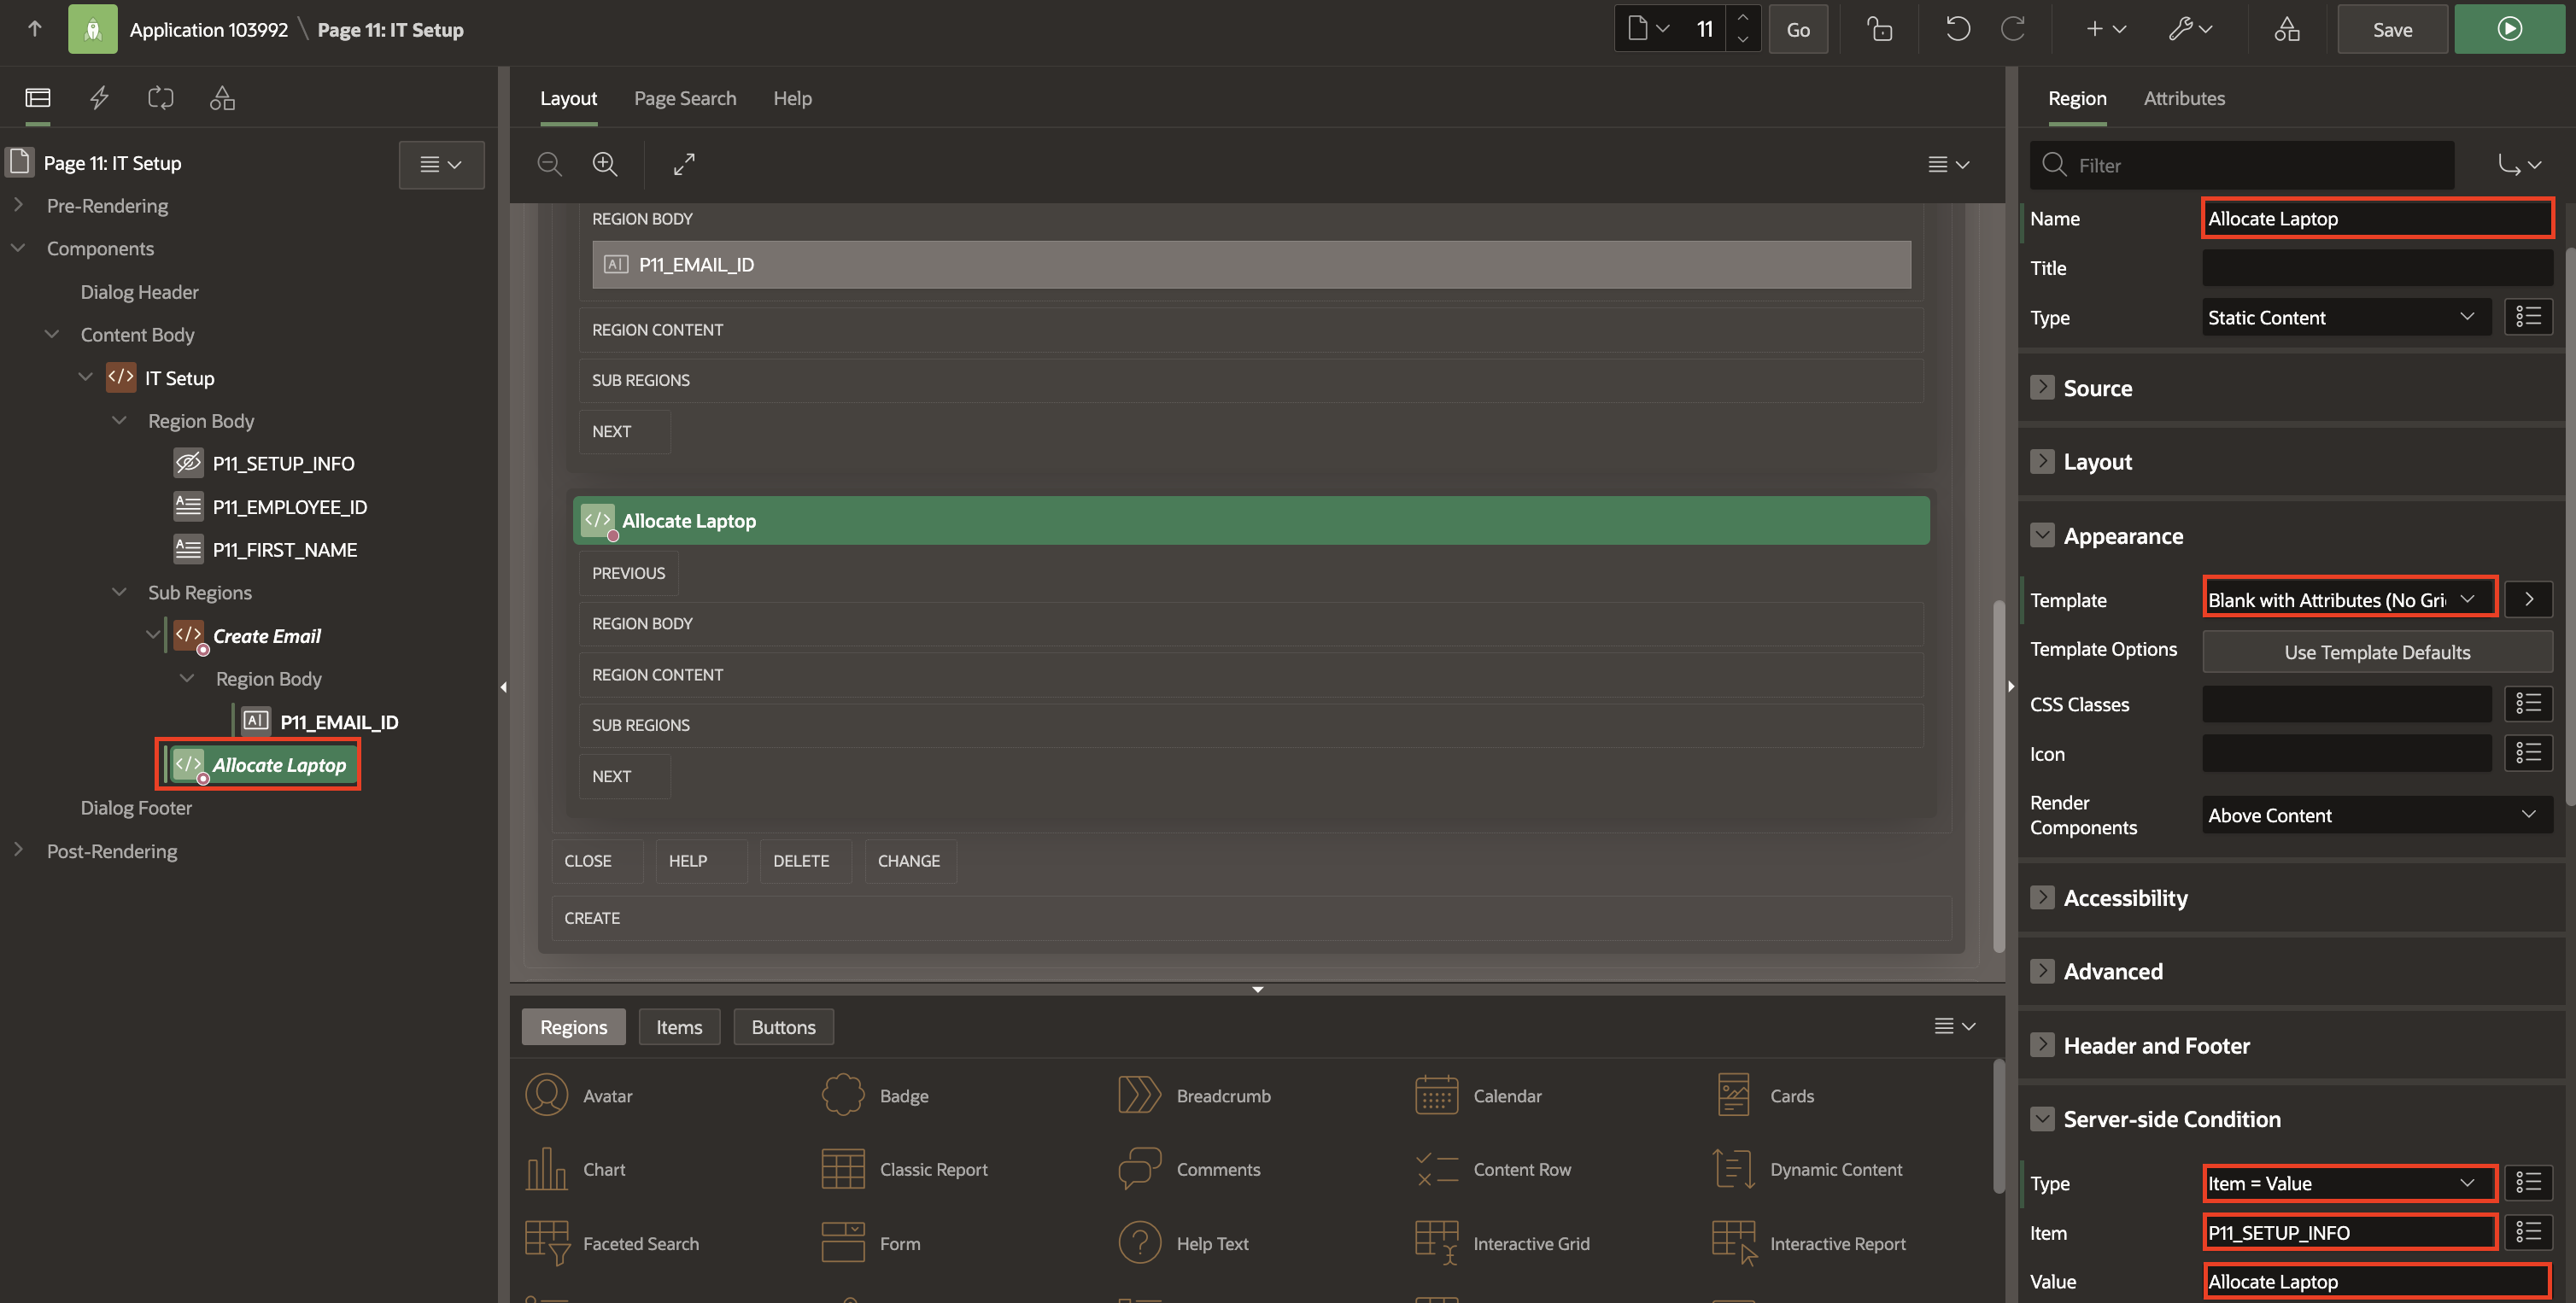 Application 103992 \ Page 11: IT Setup
11
Go
Save
Page 11: IT Setup
Pre-Rendering
Components
Dialog Header
Content Body
IT Setup
Region Body
P11_SETUP_INFO
P11_EMPLOYEE_ID
P11_FIRST_NAME
Sub Regions
Create Email
Region Body
P11_EMAIL_ID
Allocate Laptop
Dialog Footer
Post-Rendering
Layout
Page Search
Help
REGION BODY
P11_EMAIL_ID
REGION CONTENT
SUB REGIONS
NEXT
Allocate Laptop
PREVIOUS
REGION BODY
REGION CONTENT
SUB REGIONS
NEXT
CLOSE
HELP
DELETE
CHANGE
CREATE
Regions
Items
Buttons
Avatar
Badge
Breadcrumb
Calendar
Cards
Chart
Classic Report
Comments
Content Row
Dynamic Content
Faceted Search
Form
Help Text
Interactive Grid
Interactive Report
Region
Attributes
Filter
Name
Allocate Laptop
Title
Type
Static Content
Source
Layout
Appearance
Template
Blank with Attributes (No Gri
Template Options
Use Template Defaults
CSS Classes
Icon
Render
Components
Above Content
Accessibility
Advanced
Header and Footer
Server-side Condition
Type
Item = Value
Item
P11_SETUP_INFO
Value
Allocate Laptop